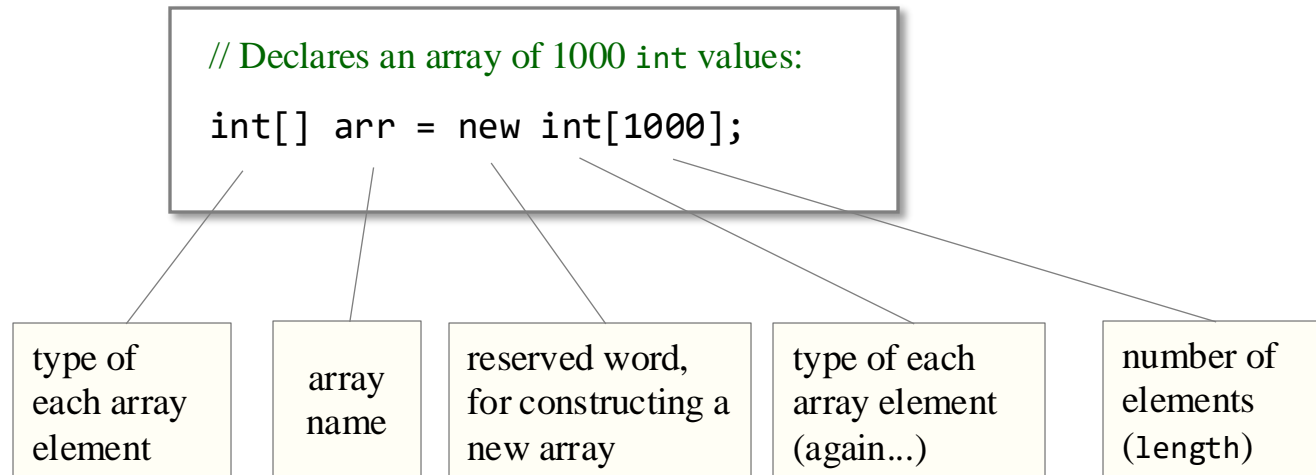 // Declares an array of 1000 int values:
int[] arr = new int[1000];
type of
each array
element
array
name
reserved word,
for constructing a
new array
type of each
array element
(again...)
number of
elements
(length)